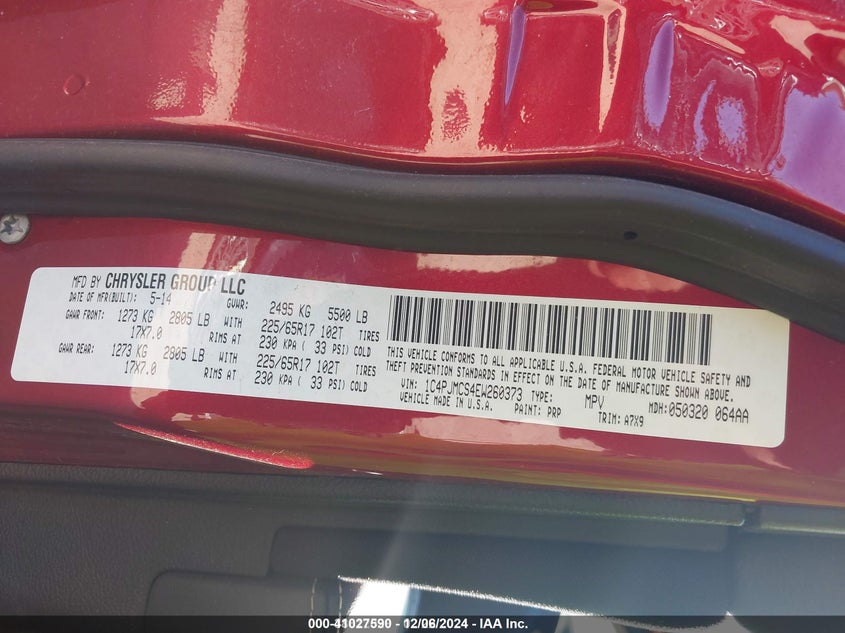 MFD BY CHRYSLER GROUP LLC
DATE OF MFR(BUILT): 5-14 GVWR: 2495 KG 5500 LB
GAWR FRONT: 1273 KG 2805 LB WITH 225/65R17 102T TIRES
17X7.0 RIMS AT 230 KPA ( 33 PSI) COLD
GAWR REAR: 1273 KG 2805 LB WITH 225/65R17 102T TIRES
17X7.0 RIMS AT 230 KPA ( 33 PSI) COLD
THIS VEHICLE CONFORMS TO ALL APPLICABLE U.S.A. FEDERAL MOTOR VEHICLE SAFETY AND
THEFT PREVENTION STANDARDS IN EFFECT ON THE DATE OF MANUFACTURE SHOWN ABOVE.
VIN: 1C4PJMCS4EW260373 TYPE: MPV MDH: 050320 064AA
VEHICLE MADE IN U.S.A. PAINT: PRP TRIM: A7X9
000-41027590 - 12/06/2024 - IAA Inc.